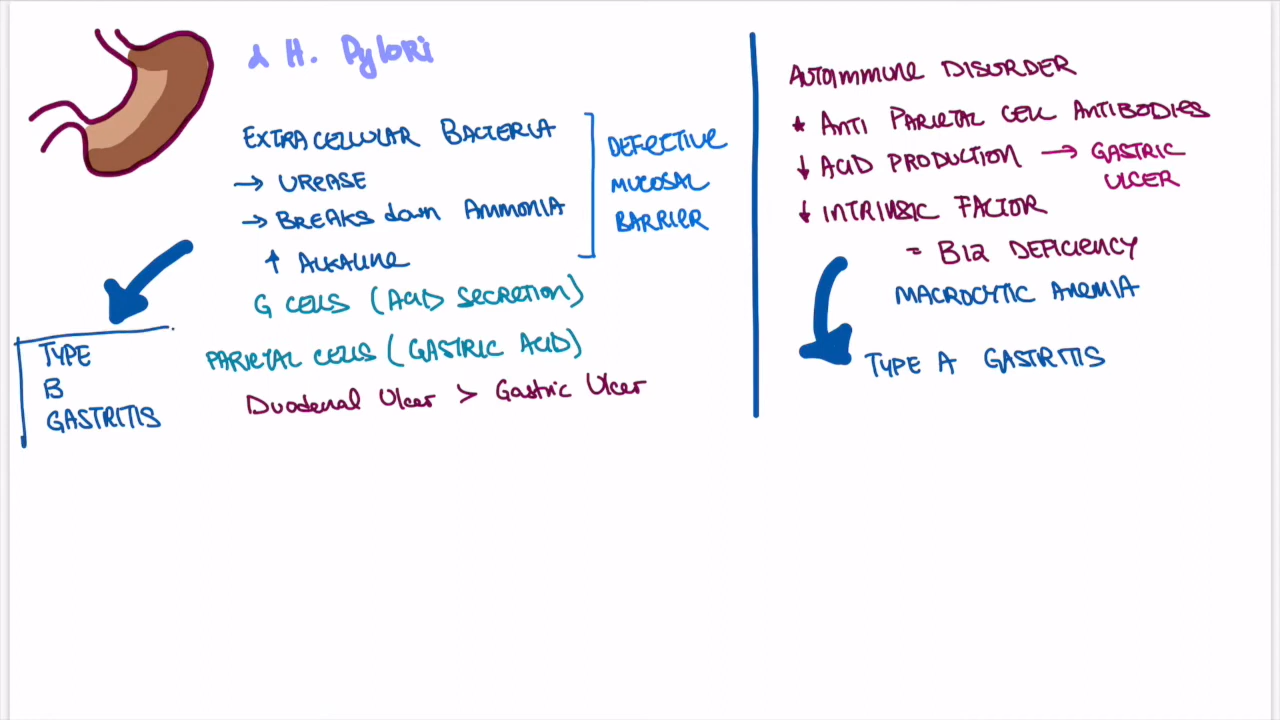 & H. Pylori
EXTRACELLULAR BACTERIA
→ UREASE
→ BREAKS down AMMONIA
↑ ALKALINE
DEFECTIVE
MUCOSAL
BARRIER
G CELLS (ACID SECRETION)
PARIETAL CELLS (GASTRIC ACID)
Duodenal Ulcer > Gastric Ulcer
TYPE
B
GASTRITIS
AUTOIMMUNE DISORDER
* ANTI PARIETAL CELL ANTIBODIES
↓ ACID PRODUCTION → GASTRIC
ULCER
↓ INTRINSIC FACTOR
= B12 DEFICIENCY
MACROCYTIC ANEMIA
TYPE A GASTRITIS